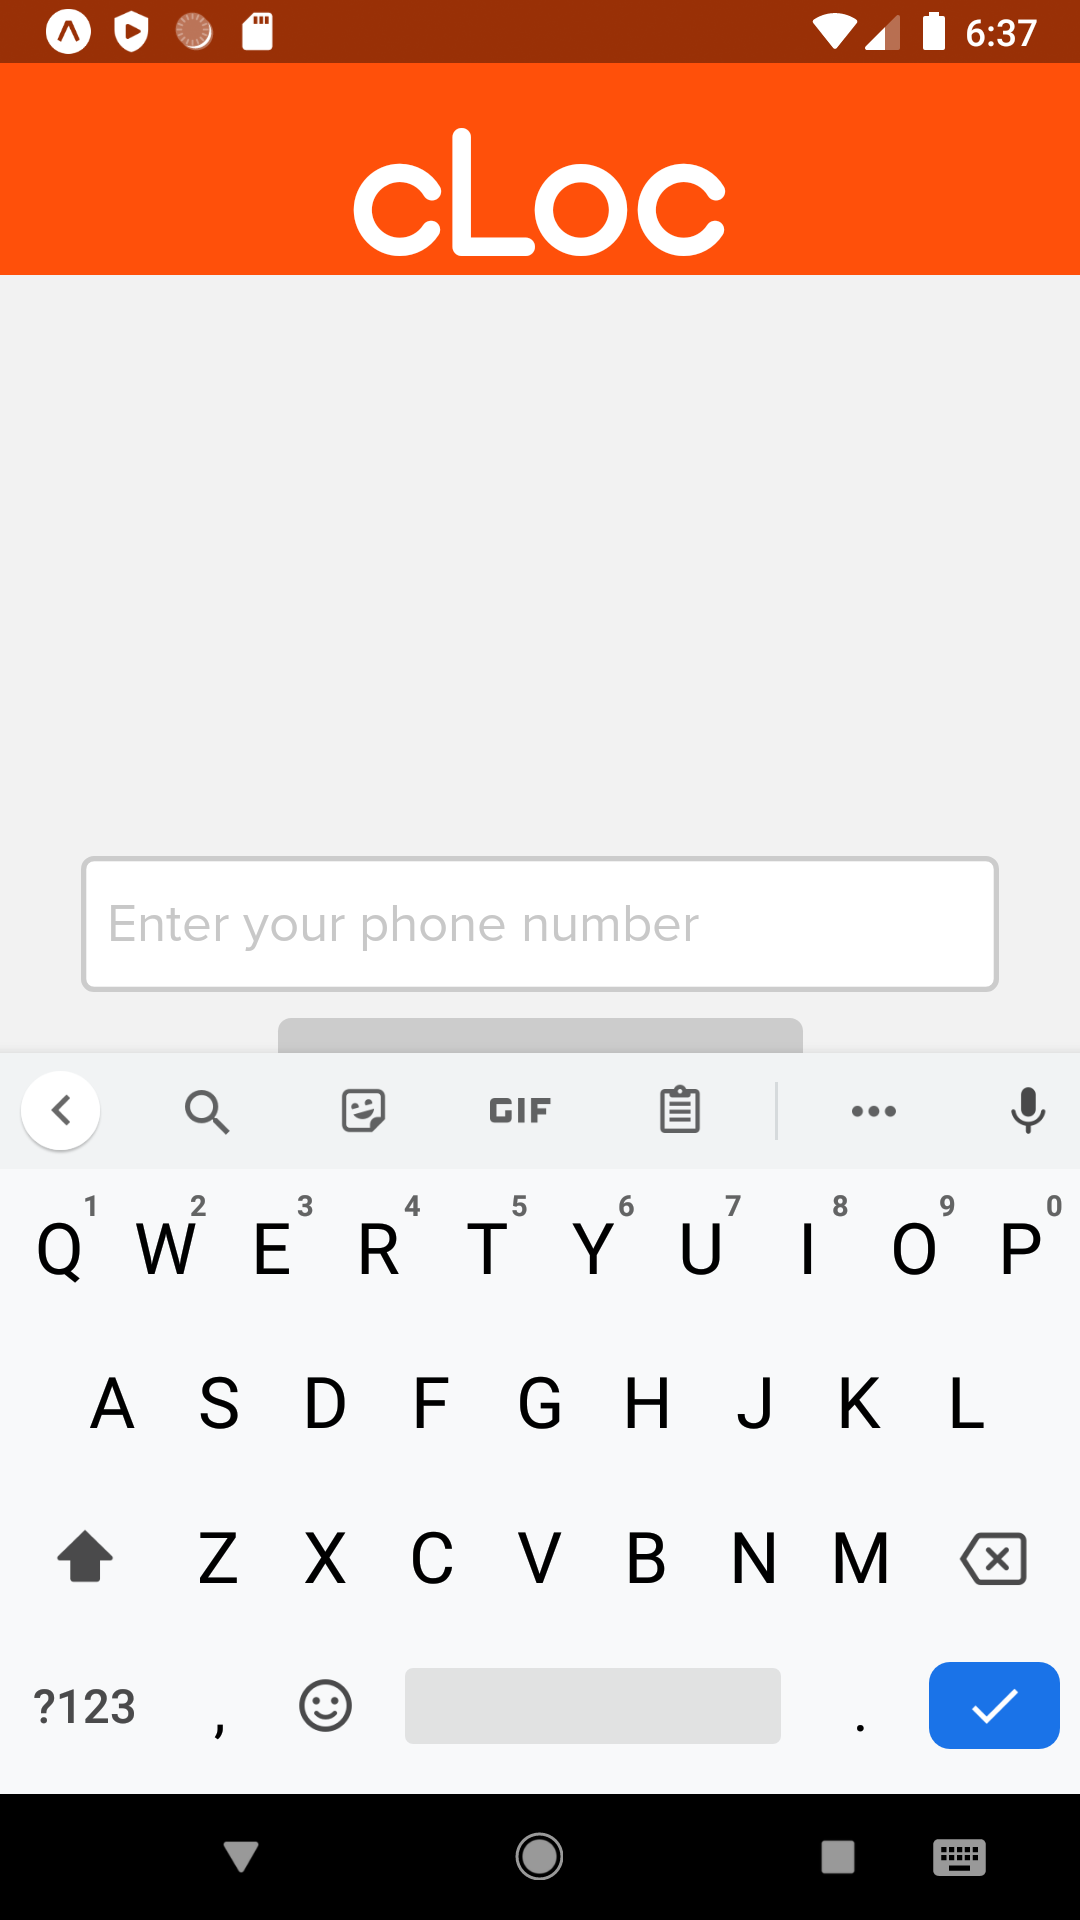 6:37
cLoc
Enter your phone number
GIF
1 2 3 4 5 6 7 8 9 0
Q W E R T Y U I O P
A S D F G H J K L
Z X C V B N M
?123 , .